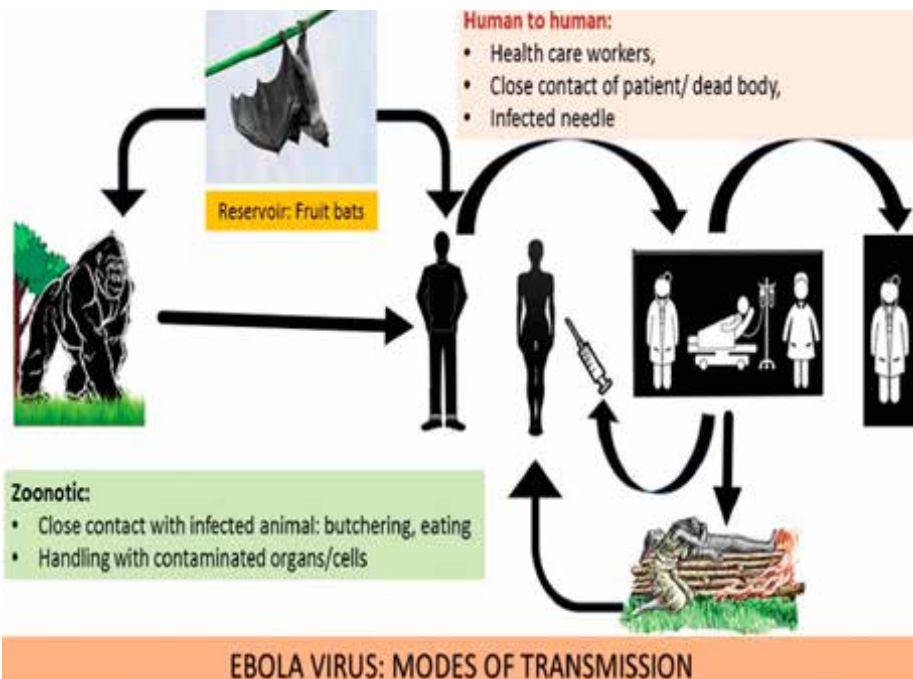 Human to human:
• Health care workers,
• Close contact of patient/ dead body,
• Infected needle
Reservoir: Fruit bats
Zoonotic:
• Close contact with infected animal: butchering, eating
• Handling with contaminated organs/cells
EBOLA VIRUS: MODES OF TRANSMISSION